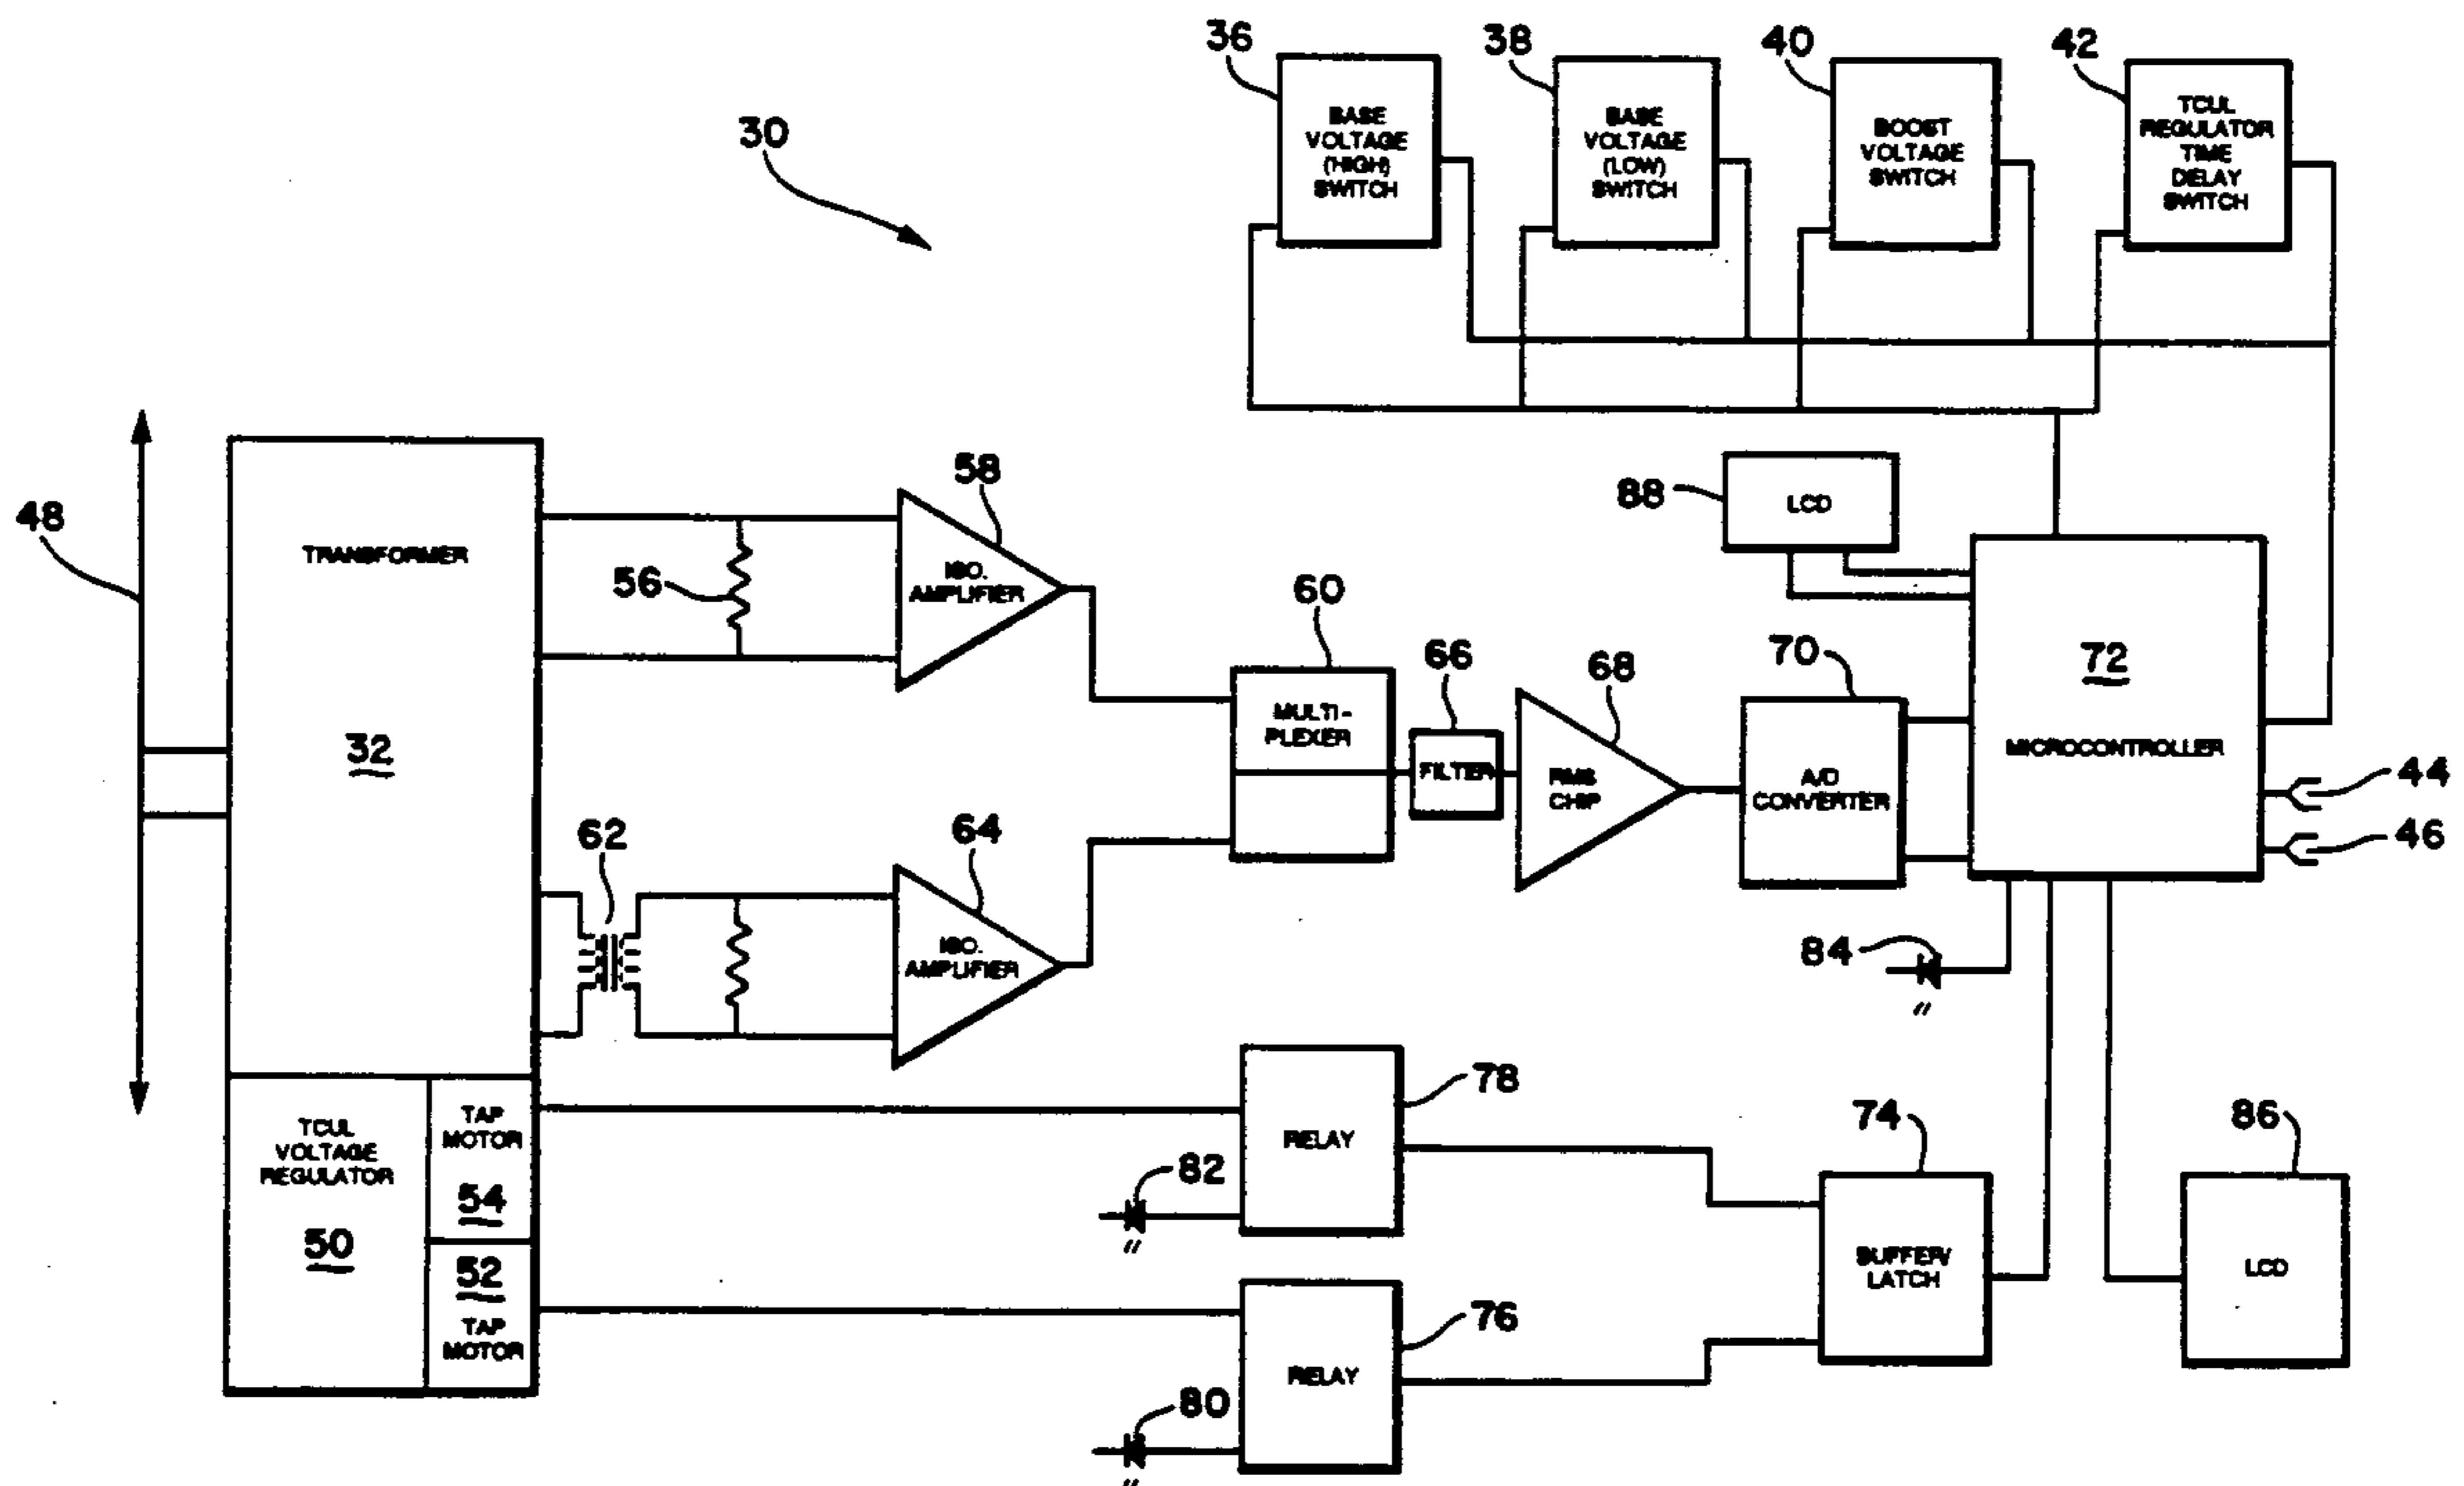 36
38
40
42
30
BASE
VOLTAGE
(HIGH)
SWITCH
BASE
VOLTAGE
(LOW)
SWITCH
BOOST
VOLTAGE
SWITCH
TCUL
REGULATOR
TIME
DELAY
SWITCH
48
TRANSFORMER
32
56
58
ISO.
AMPLIFIER
88
LCD
60
66
68
70
72
MULTI-
PLEXER
FILTER
RMS
CHIP
A/D
CONVERTER
MICROCONTROLLER
44
46
62
64
ISO.
AMPLIFIER
84
TCUL
VOLTAGE
REGULATOR
50
TAP
MOTOR
54
52
TAP
MOTOR
78
RELAY
82
74
BUFFER/
LATCH
86
LCD
76
RELAY
80